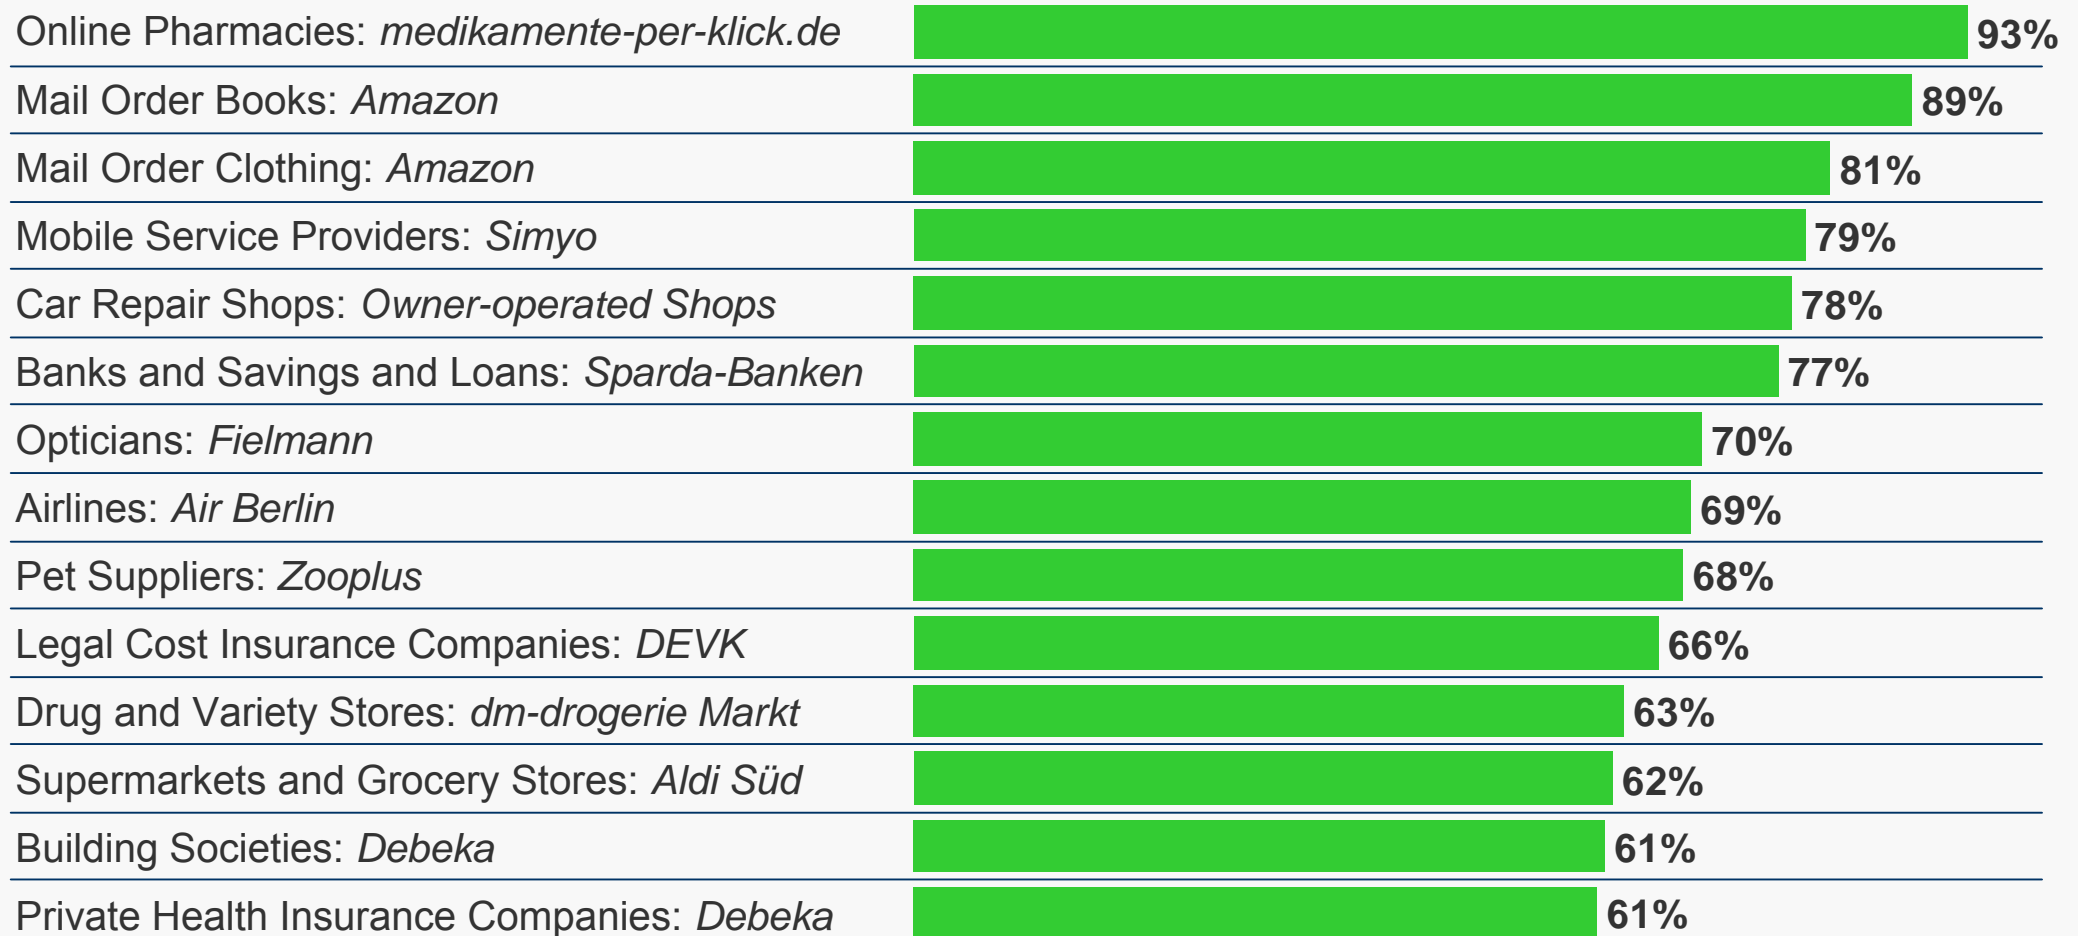 Online Pharmacies: medikamente-per-klick.de 93%
Mail Order Books: Amazon 89%
Mail Order Clothing: Amazon 81%
Mobile Service Providers: Simyo 79%
Car Repair Shops: Owner-operated Shops 78%
Banks and Savings and Loans: Sparda-Banken 77%
Opticians: Fielmann 70%
Airlines: Air Berlin 69%
Pet Suppliers: Zooplus 68%
Legal Cost Insurance Companies: DEVK 66%
Drug and Variety Stores: dm-drogerie Markt 63%
Supermarkets and Grocery Stores: Aldi Süd 62%
Building Societies: Debeka 61%
Private Health Insurance Companies: Debeka 61%